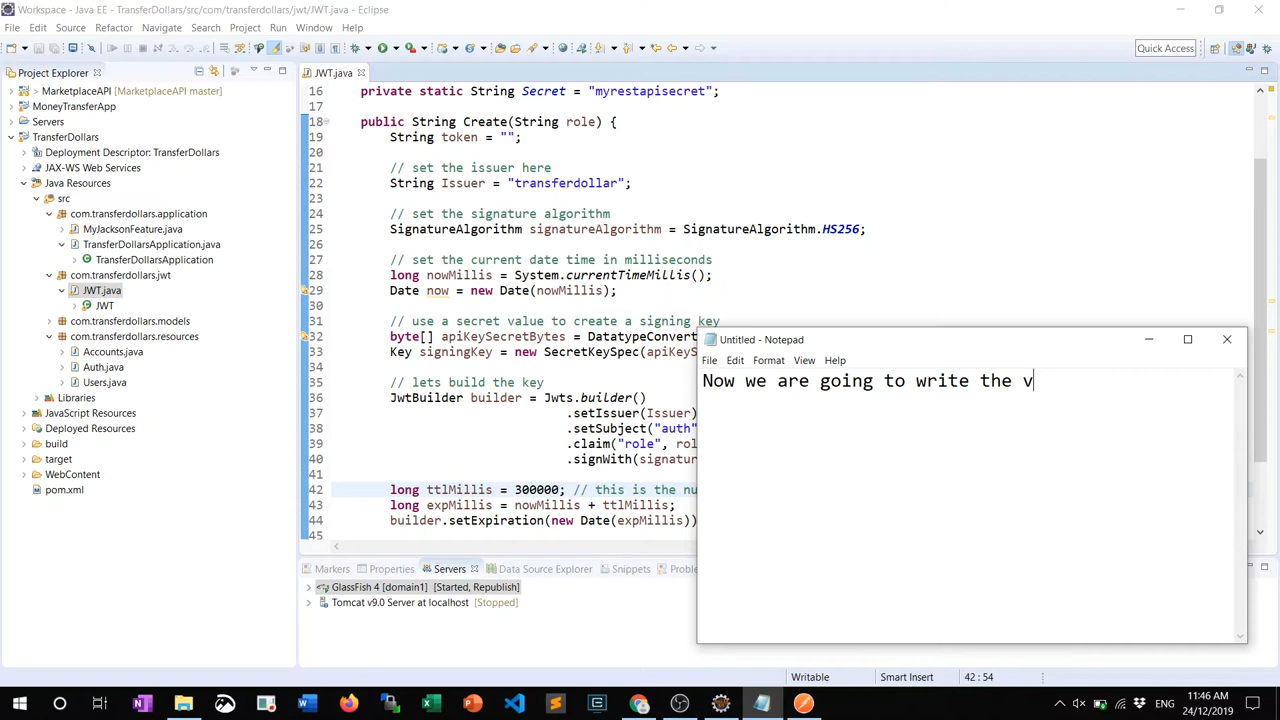 Workspace - Java EE - TransferDollars/src/com/transferdollars/jwt/JWT.java - Eclipse
File Edit Source Refactor Navigate Search Project Run Window Help
Quick Access
Project Explorer
JWT.java
> MarketplaceAPI [MarketplaceAPI master]
MoneyTransferApp
Servers
TransferDollars
Deployment Descriptor: TransferDollars
JAX-WS Web Services
Java Resources
src
com.transferdollars.application
MyJacksonFeature.java
TransferDollarsApplication.java
TransferDollarsApplication
com.transferdollars.jwt
JWT.java
JWT
com.transferdollars.models
com.transferdollars.resources
Accounts.java
Auth.java
Users.java
Libraries
JavaScript Resources
Deployed Resources
build
target
WebContent
pom.xml
16 private static String Secret = "myrestapisecret";
17
18 public String Create(String role) {
19 String token = "";
20
21 // set the issuer here
22 String Issuer = "transferdollar";
23
24 // set the signature algorithm
25 SignatureAlgorithm signatureAlgorithm = SignatureAlgorithm.HS256;
26
27 // set the current date time in milliseconds
28 long nowMillis = System.currentTimeMillis();
29 Date now = new Date(nowMillis);
30
31 // use a secret value to create a signing key
32 byte[] apiKeySecretBytes = DatatypeConvert
33 Key signingKey = new SecretKeySpec(apiKeyS
34
35 // lets build the key
36 JwtBuilder builder = Jwts.builder()
37 .setIssuer(Issuer)
38 .setSubject("auth"
39 .claim("role", rol
40 .signWith(signatur
41
42 long ttlMillis = 300000; // this is the nu
43 long expMillis = nowMillis + ttlMillis;
44 builder.setExpiration(new Date(expMillis))
45
Untitled - Notepad
File Edit Format View Help
Now we are going to write the v
Markers Properties Servers Data Source Explorer Snippets Proble
GlassFish 4 [domain1] [Started, Republish]
Tomcat v9.0 Server at localhost [Stopped]
Writable Smart Insert 42 : 54
ENG
11:46 AM
24/12/2019